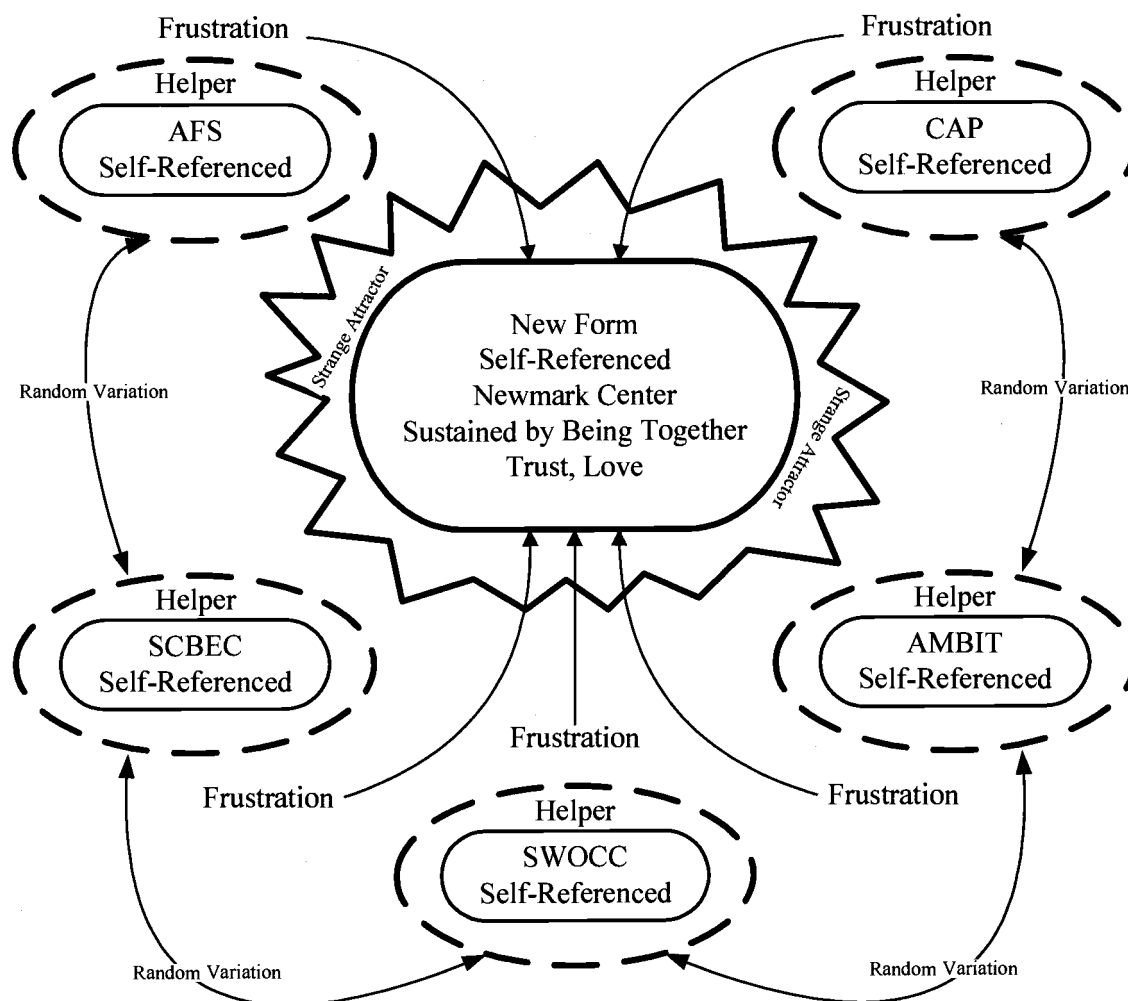 Frustration
Frustration
Helper
AFS
Self-Referenced
Helper
CAP
Self-Referenced
Strange Attractor
New Form
Self-Referenced
Newmark Center
Sustained by Being Together
Trust, Love
Strange Attractor
Random Variation
Random Variation
Helper
SCBEC
Self-Referenced
Helper
AMBIT
Self-Referenced
Frustration
Frustration
Frustration
Helper
SWOCC
Self-Referenced
Random Variation
Random Variation